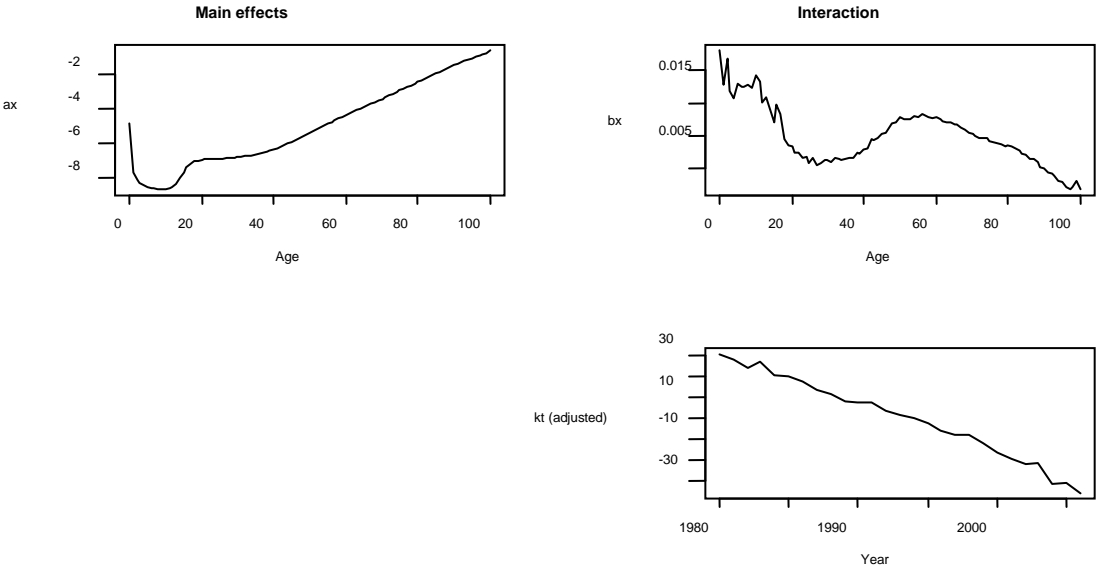 Main effects
-2
-4
-6
-8
ax
0 20 40 60 80 100
Age
Interaction
0.015
0.005
bx
0 20 40 60 80 100
Age
30
10
-10
-30
kt (adjusted)
1980 1990 2000
Year